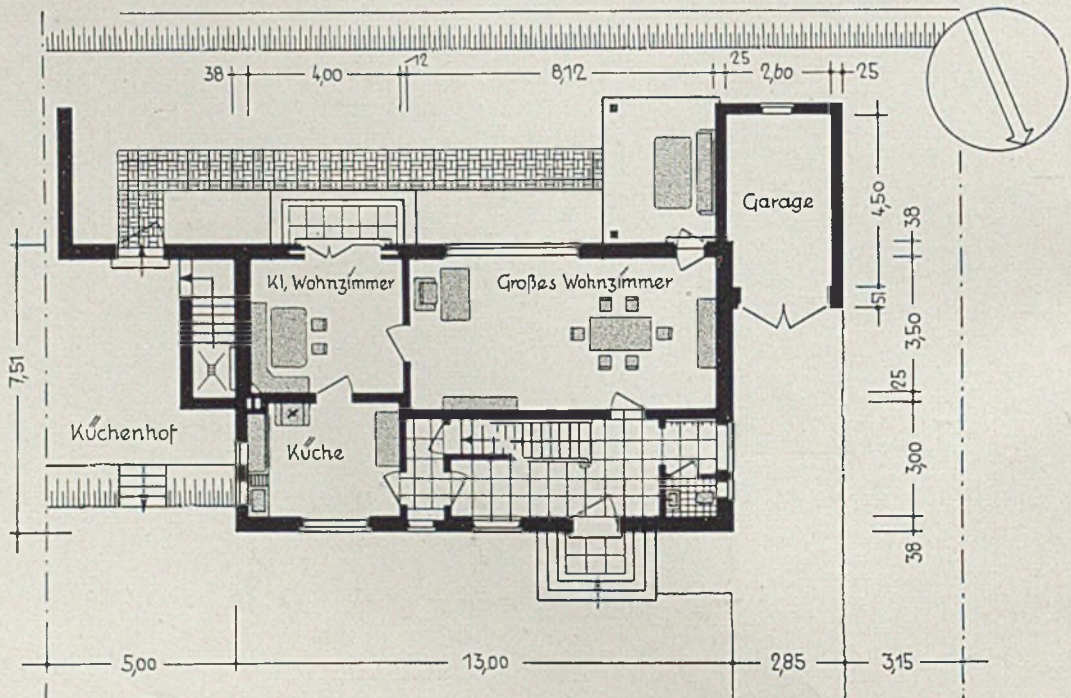 38 4,00 12 8,12 25 2,60 25
Garage
4,50
38
51
3,50
25
3,00
38
Kl, Wohnzimmer
Großes Wohnzimmer
7,51
Küchenhof
Küche
5,00 13,00 2,85 3,15